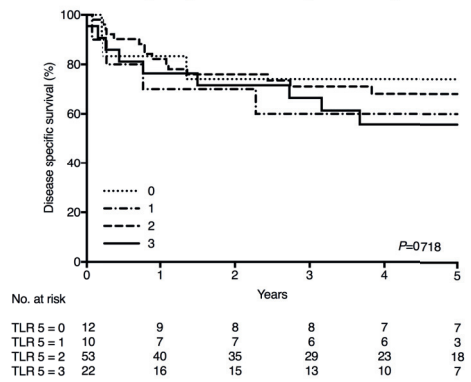 100
80
60
40
20
0
Disease specific survival (%)
0
1
2
3
P=0718
0 1 2 3 4 5
Years
No. at risk
TLR 5 = 0 12 9 8 8 7 7
TLR 5 = 1 10 7 7 6 6 3
TLR 5 = 2 53 40 35 29 23 18
TLR 5 = 3 22 16 15 13 10 7